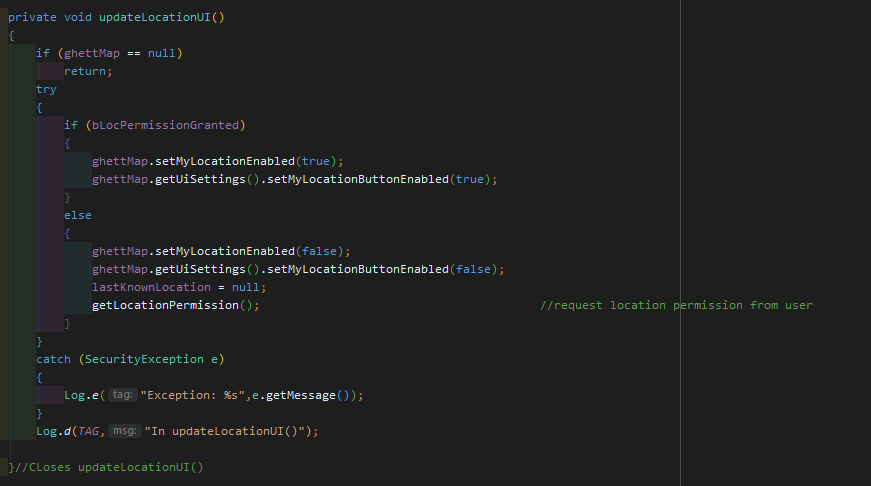 private void updateLocationUI()
{
    if (ghettMap == null)
        return;
    try
    {
        if (bLocPermissionGranted)
        {
            ghettMap.setMyLocationEnabled(true);
            ghettMap.getUiSettings().setMyLocationButtonEnabled(true);
        }
        else
        {
            ghettMap.setMyLocationEnabled(false);
            ghettMap.getUiSettings().setMyLocationButtonEnabled(false);
            lastKnownLocation = null;
            getLocationPermission(); //request location permission from user
        }
    }
    catch (SecurityException e)
    {
        Log.e( tag: "Exception: %s",e.getMessage());
    }
    Log.d(TAG, msg: "In updateLocationUI()");
}//CLoses updateLocationUI()